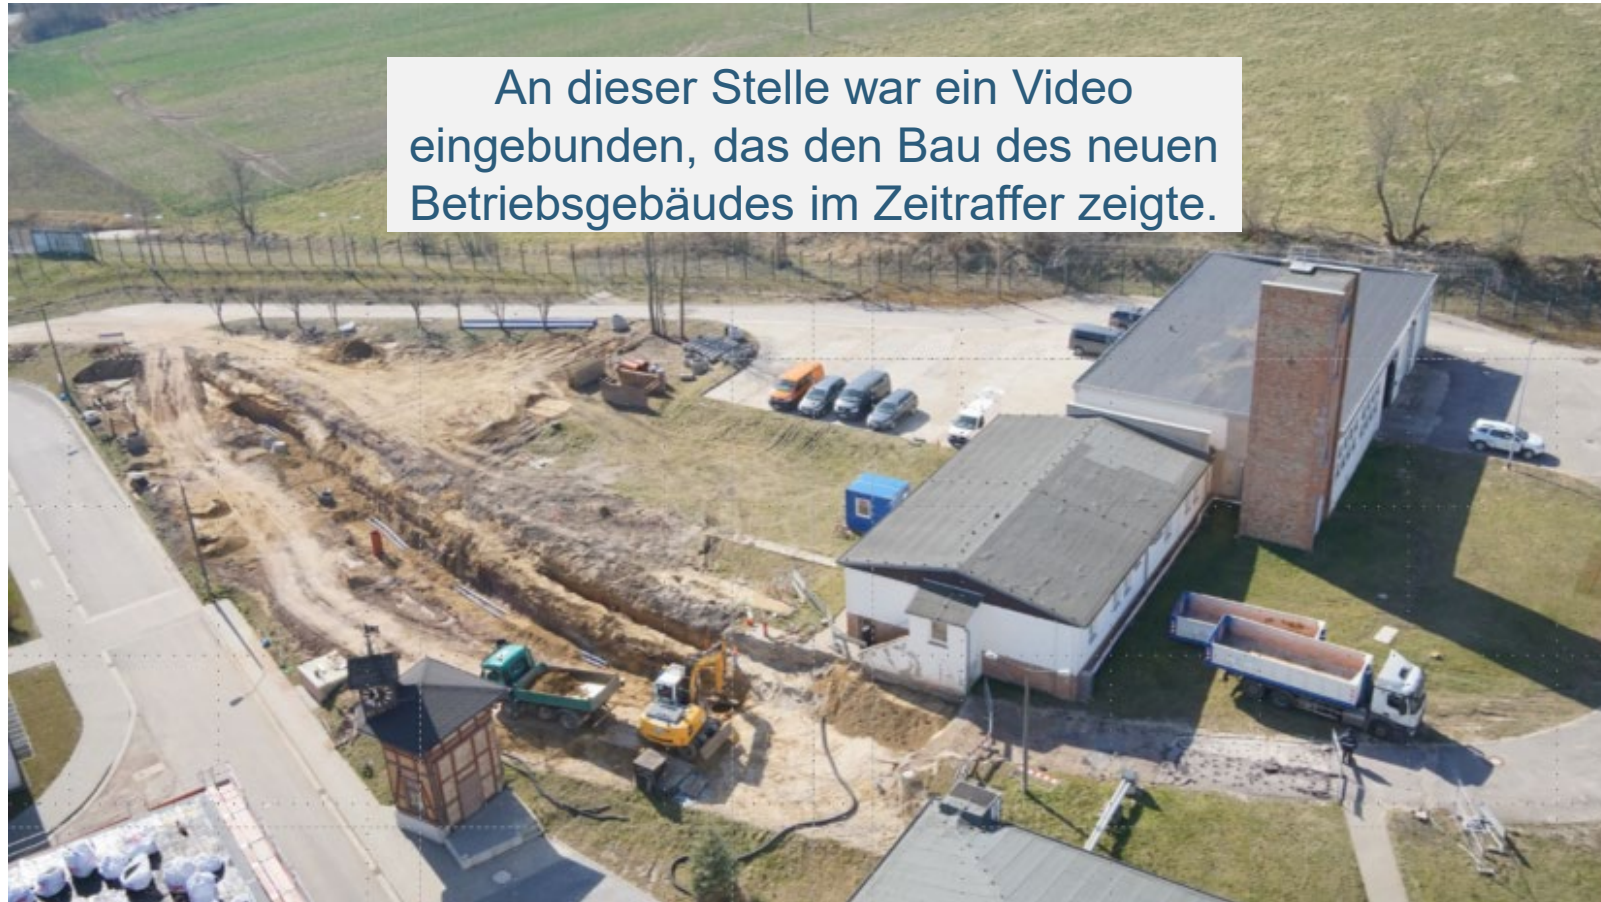 An dieser Stelle war ein Video
eingebunden, das den Bau des neuen
Betriebsgebäudes im Zeitraffer zeigte.